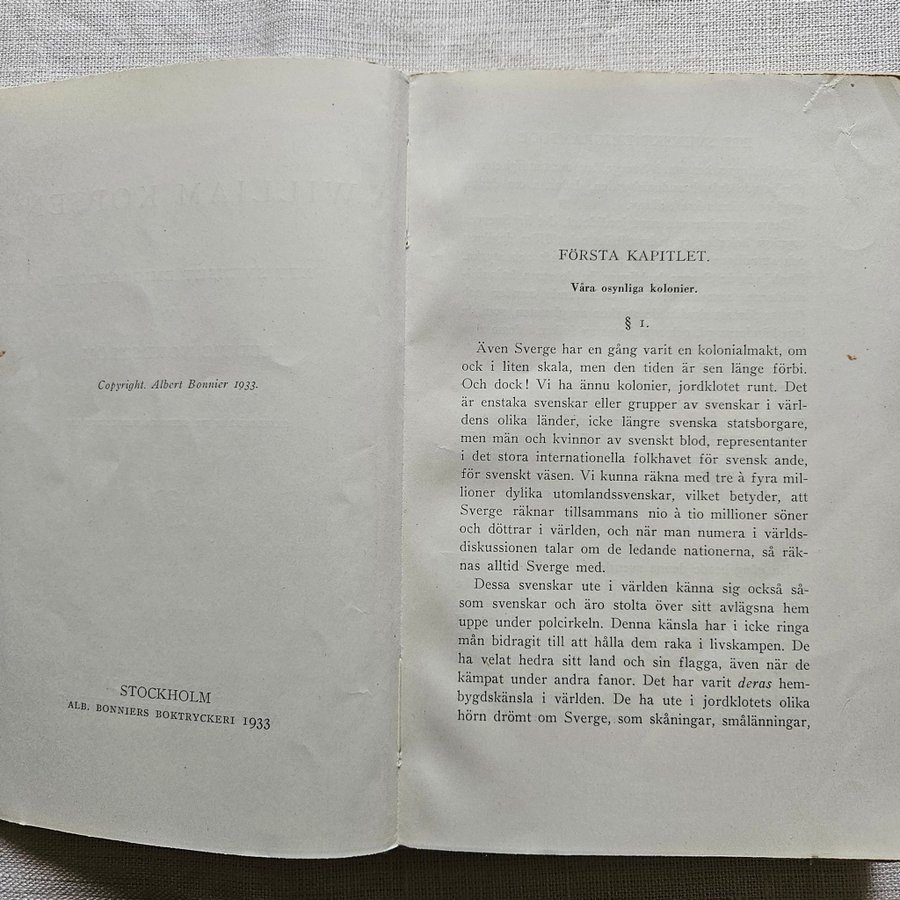 Copyright. Albert Bonnier 1933.
STOCKHOLM
ALB. BONNIERS BOKTRYCKERI 1933
FÖRSTA KAPITLET.
Våra osynliga kolonier.
§ 1.
Även Sverge har en gång varit en kolonialmakt, om
ock i liten skala, men den tiden är sen länge förbi.
Och dock! Vi ha ännu kolonier, jordklotet runt. Det
är enstaka svenskar eller grupper av svenskar i värl-
dens olika länder, icke längre svenska statsborgare,
men män och kvinnor av svenskt blod, representanter
i det stora internationella folkhavet för svensk ande,
för svenskt väsen. Vi kunna räkna med tre à fyra mil-
lioner dylika utomlandssvenskar, vilket betyder, att
Sverge räknar tillsammans nio à tio millioner söner
och döttrar i världen, och när man numera i världs-
diskussionen talar om de ledande nationerna, så räk-
nas alltid Sverge med.
Dessa svenskar ute i världen känna sig också så-
som svenskar och äro stolta över sitt avlägsna hem
uppe under polcirkeln. Denna känsla har i icke ringa
mån bidragit till att hålla dem raka i livskampen. De
ha velat hedra sitt land och sin flagga, även när de
kämpat under andra fanor. Det har varit deras hem-
bygdskänsla i världen. De ha ute i jordklotets olika
hörn drömt om Sverge, som skåningar, smålänningar,